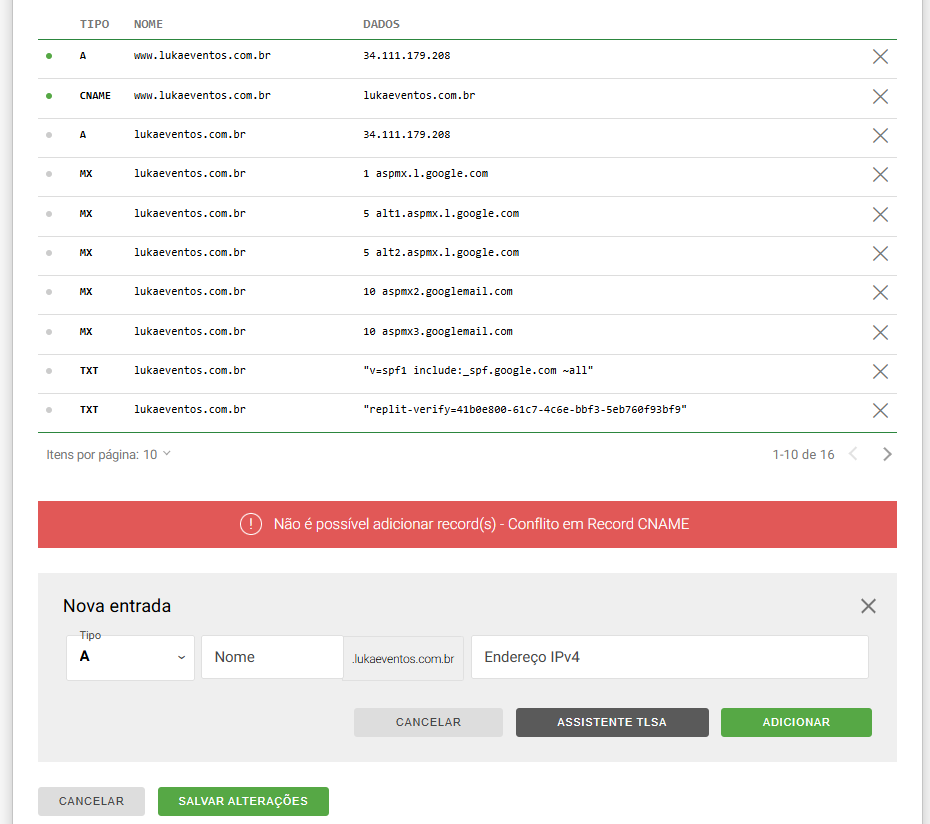 TIPO NOME DADOS
A www.lukaeventos.com.br 34.111.179.208
CNAME www.lukaeventos.com.br lukaeventos.com.br
A lukaeventos.com.br 34.111.179.208
MX lukaeventos.com.br 1 aspmx.l.google.com
MX lukaeventos.com.br 5 alt1.aspmx.l.google.com
MX lukaeventos.com.br 5 alt2.aspmx.l.google.com
MX lukaeventos.com.br 10 aspmx2.googlemail.com
MX lukaeventos.com.br 10 aspmx3.googlemail.com
TXT lukaeventos.com.br "v=spf1 include:_spf.google.com ~all"
TXT lukaeventos.com.br "replit-verify=41b0e800-61c7-4c6e-bbf3-5eb760f93bf9"
Itens por página: 10 1-10 de 16
Não é possível adicionar record(s) - Conflito em Record CNAME
Nova entrada
Tipo
A Nome .lukaeventos.com.br Endereço IPv4
CANCELAR ASSISTENTE TLSA ADICIONAR
CANCELAR SALVAR ALTERAÇÕES